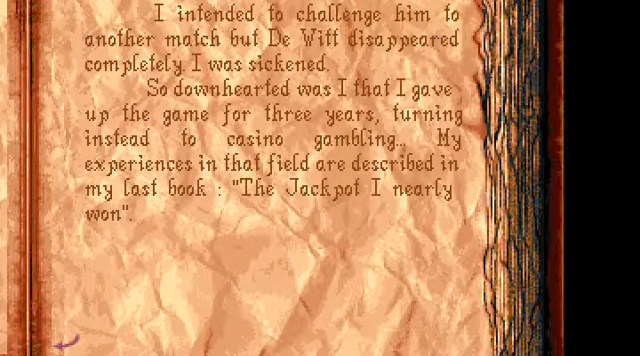 I intended to challenge him to
another match but De Witt disappeared
completely. I was sickened.
So downhearted was I that I gave
up the game for three years, turning
instead to casino gambling... My
experiences in that field are described in
my last book : "The Jackpot I nearly
won".